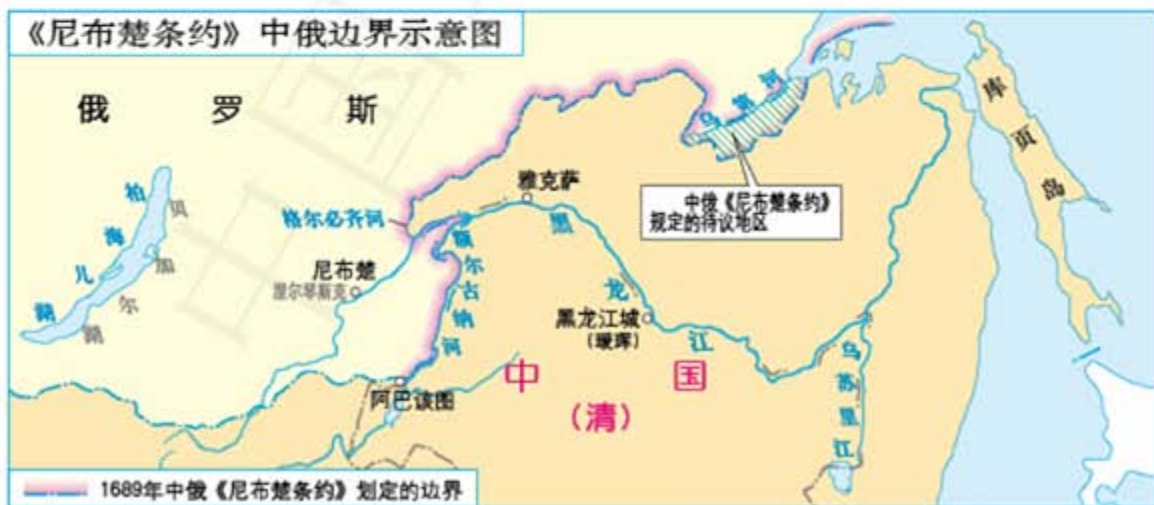 《尼布楚条约》中俄边界示意图
俄罗斯
柏海儿湖
贝加尔湖
格尔必齐河
尼布楚
涅尔琴斯克
额尔古纳河
阿巴该图
雅克萨
黑龙江
黑龙江城
(瑷珲)
乌第河
中俄《尼布楚条约》
规定的待议地区
库页岛
乌苏里江
中国
(清)
1689年中俄《尼布楚条约》划定的边界